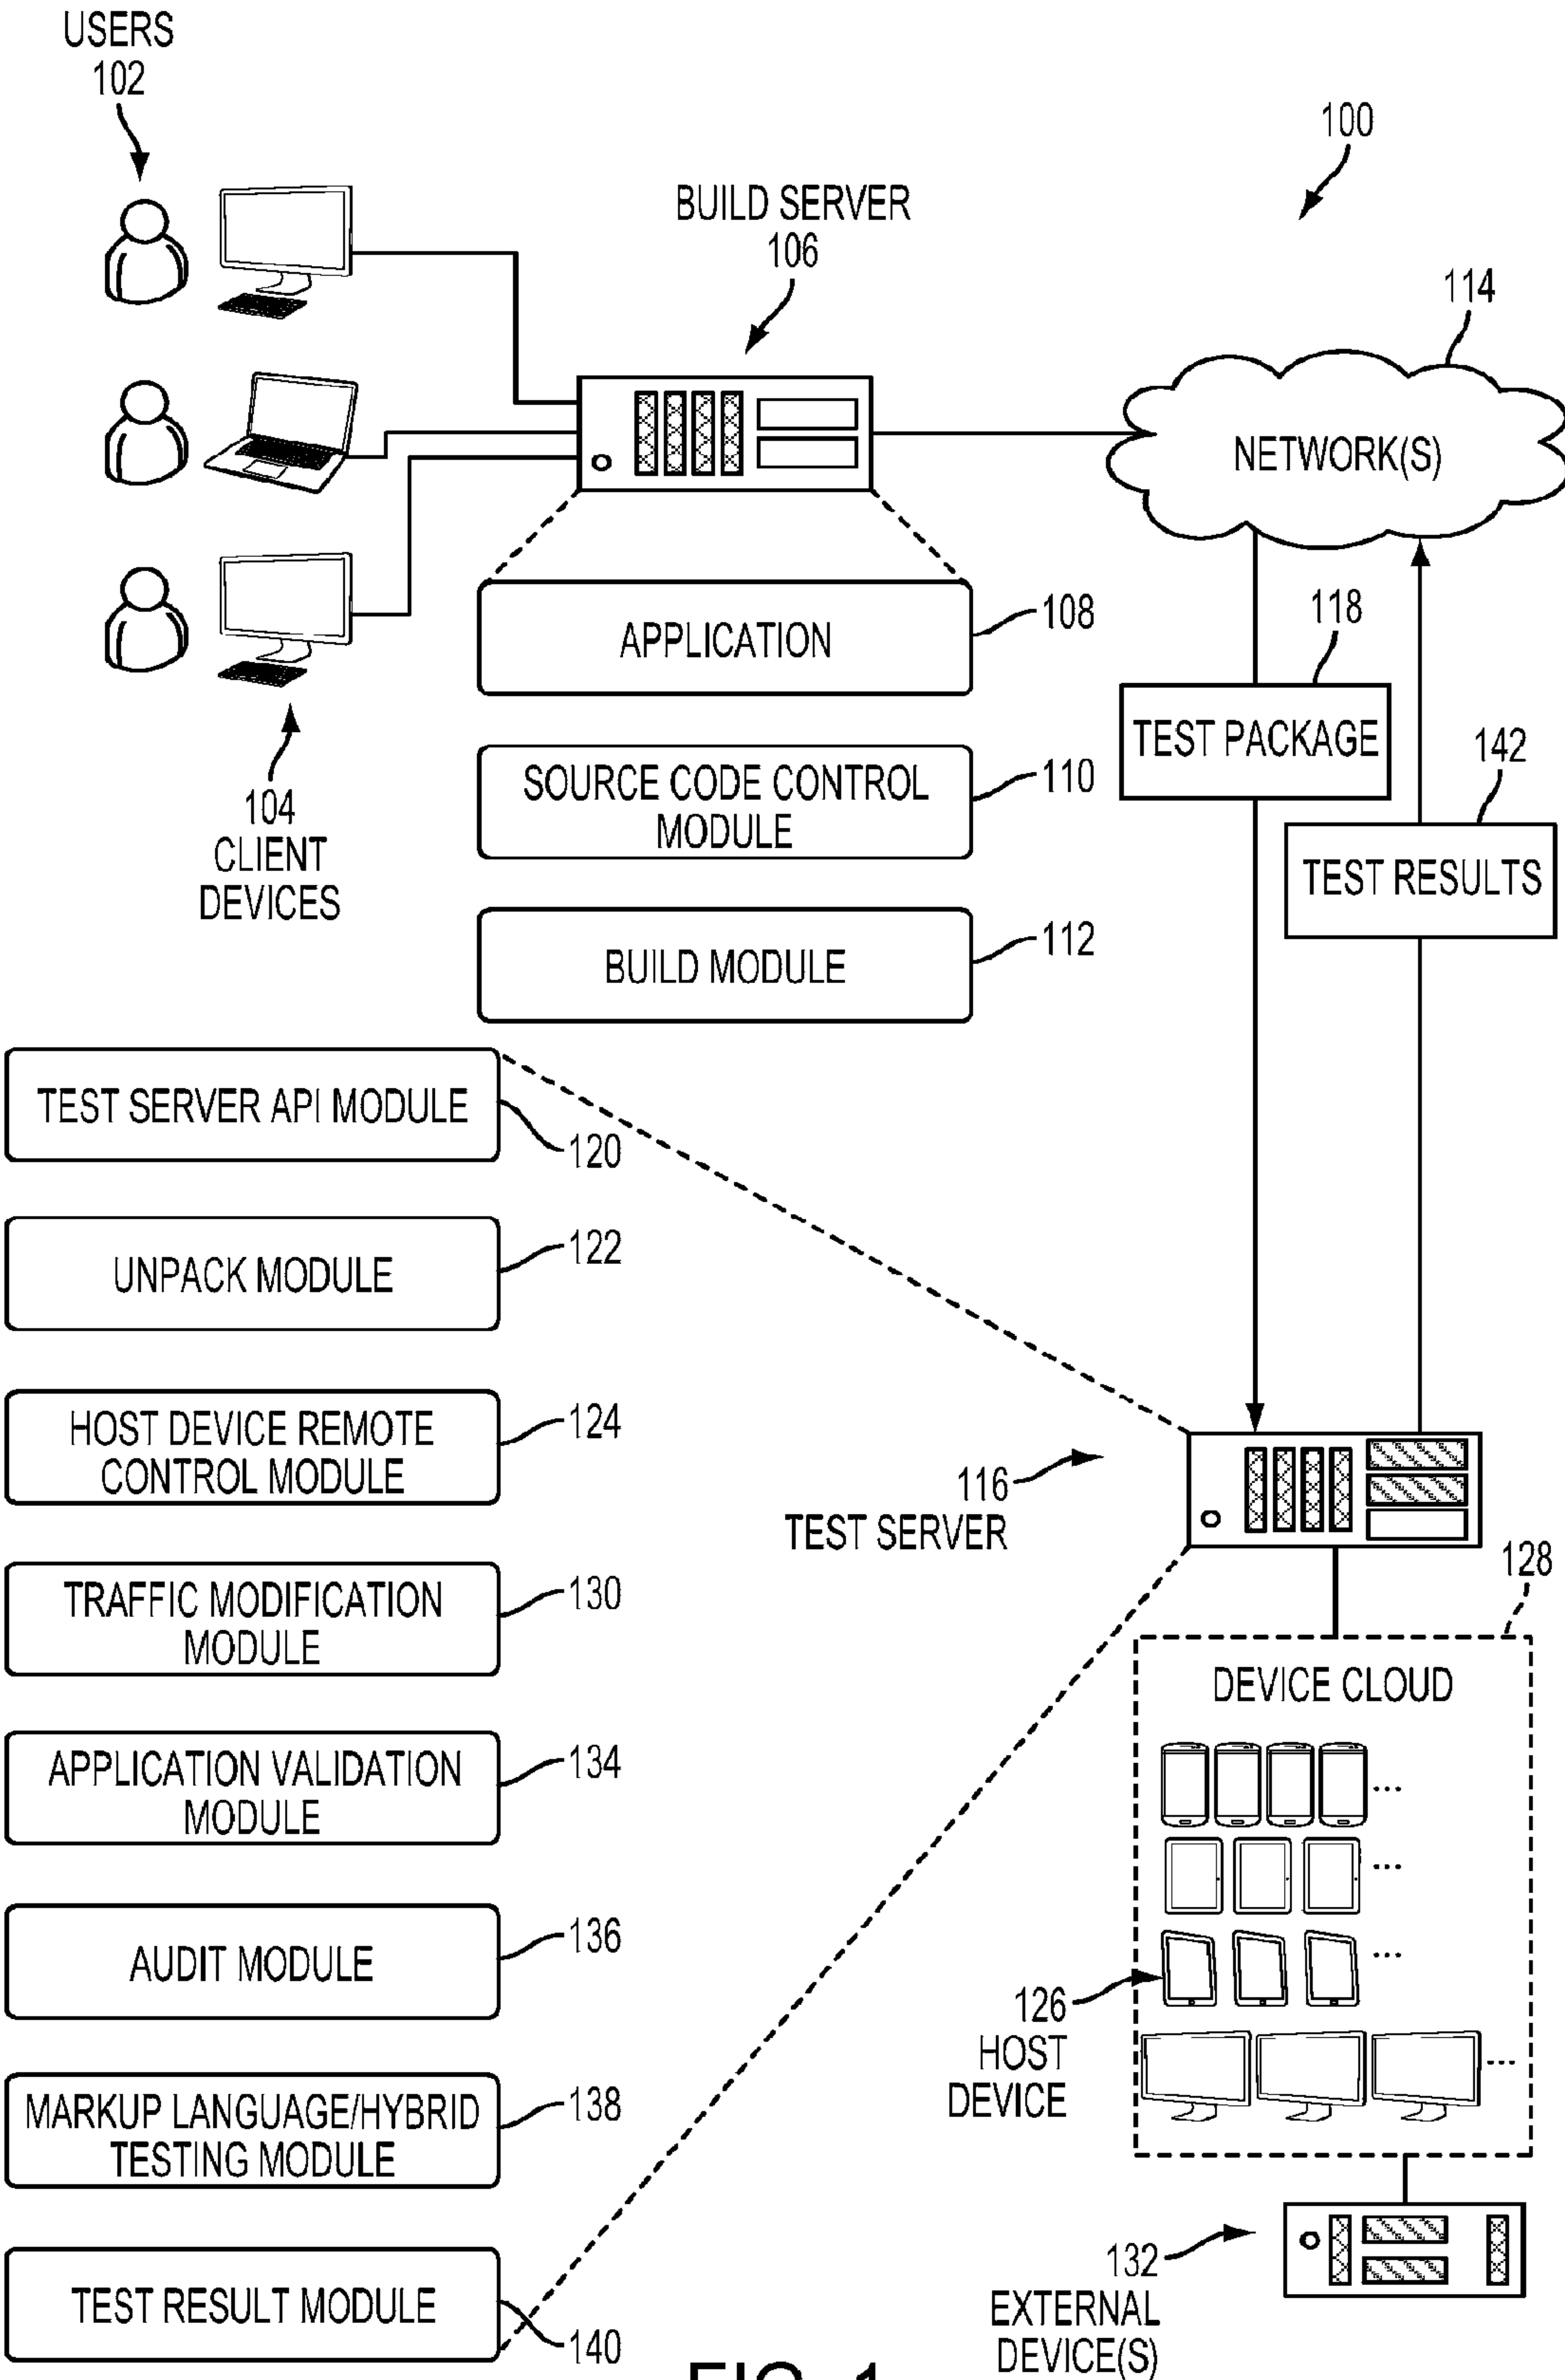 USERS
102
100
BUILD SERVER
106
114
NETWORK(S)
APPLICATION
108
118
TEST PACKAGE
SOURCE CODE CONTROL
MODULE
110
142
TEST RESULTS
104
CLIENT
DEVICES
BUILD MODULE
112
TEST SERVER API MODULE
120
UNPACK MODULE
122
HOST DEVICE REMOTE
CONTROL MODULE
124
116
TEST SERVER
128
TRAFFIC MODIFICATION
MODULE
130
DEVICE CLOUD
...
...
...
...
APPLICATION VALIDATION
MODULE
134
AUDIT MODULE
136
126
HOST
DEVICE
MARKUP LANGUAGE/HYBRID
TESTING MODULE
138
132
EXTERNAL
DEVICE(S)
TEST RESULT MODULE
140
FIG. 1